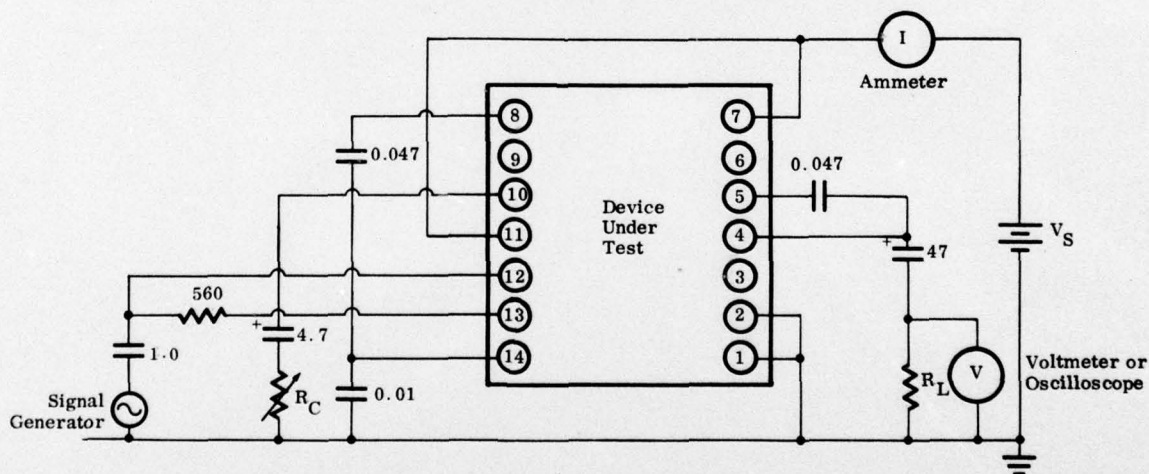 I
Ammeter
8
7
0.047
9
6
0.047
10
5
Device
Under
Test
11
4
+
47
V
S
12
3
560
13
2
+
4.7
1.0
14
1
R
C
0.01
R
L
V
Voltmeter or
Oscilloscope
Signal
Generator